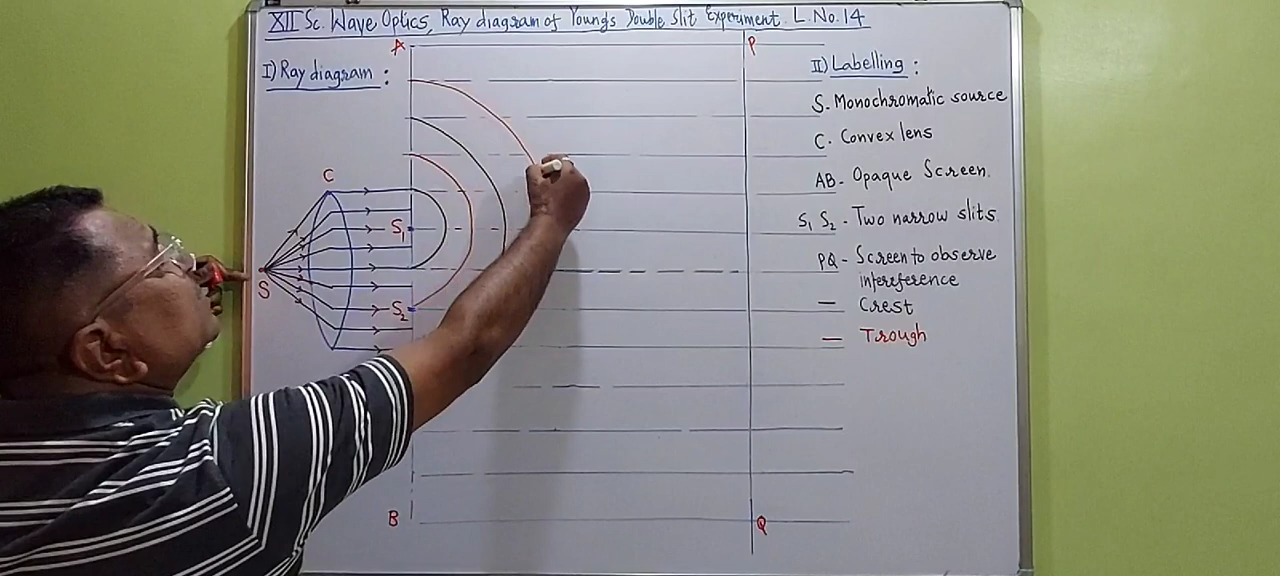 XII Sc. Wave Optics, Ray diagram of Young's Double Slit Experiment. L. No. 14
A
P
I) Ray diagram :
II) Labelling :
S. Monochromatic source
C. Convex lens
C
AB- Opaque Screen.
S₁
S₁ S₂ - Two narrow slits
PQ - Screen to observe
intereference
S
S₂
— Crest
— Trough
B
Q